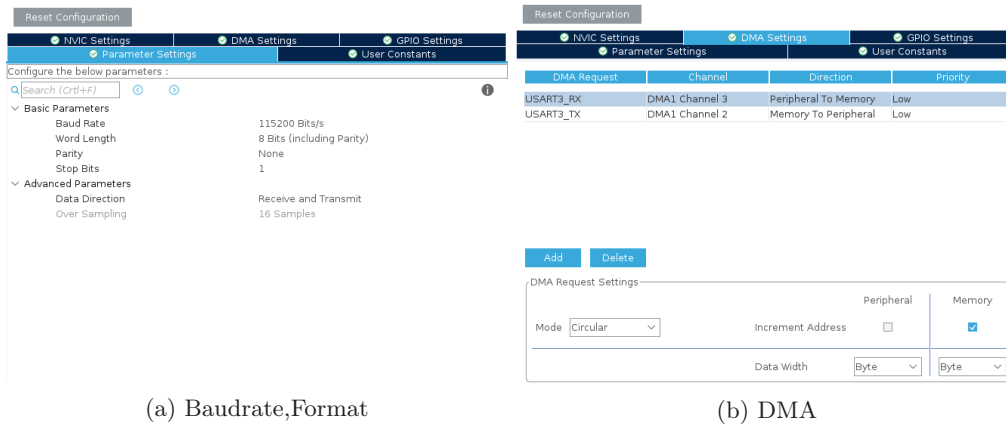 Reset Configuration
NVIC Settings DMA Settings GPIO Settings
Parameter Settings User Constants
Configure the below parameters :
Search (Crtl+F)
Basic Parameters
Baud Rate 115200 Bits/s
Word Length 8 Bits (including Parity)
Parity None
Stop Bits 1
Advanced Parameters
Data Direction Receive and Transmit
Over Sampling 16 Samples
(a) Baudrate,Format
Reset Configuration
NVIC Settings DMA Settings GPIO Settings
Parameter Settings User Constants
DMA Request Channel Direction Priority
USART3_RX DMA1 Channel 3 Peripheral To Memory Low
USART3_TX DMA1 Channel 2 Memory To Peripheral Low
Add Delete
DMA Request Settings
Peripheral Memory
Mode Circular Increment Address
Data Width Byte Byte
(b) DMA